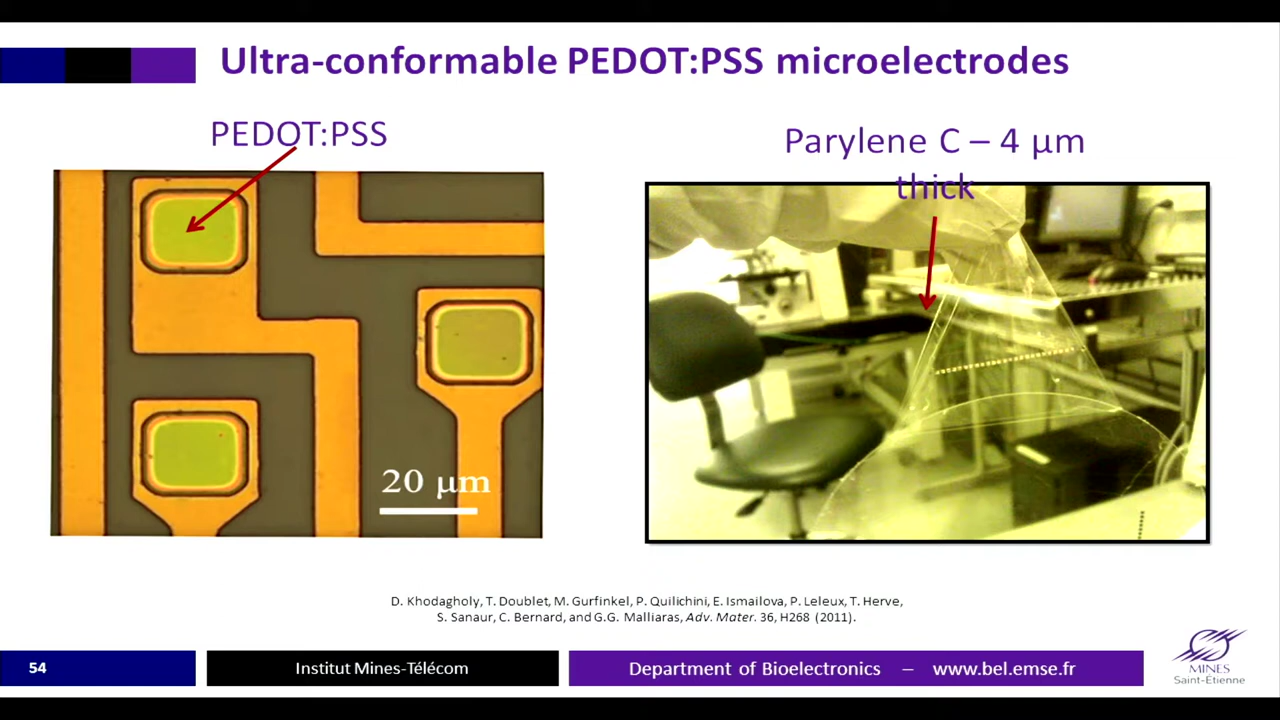 Ultra-conformable PEDOT:PSS microelectrodes
PEDOT:PSS
Parylene C – 4 µm
thick
20 µm
D. Khodagholy, T. Doublet, M. Gurfinkel, P. Quilichini, E. Ismailova, P. Leleux, T. Herve,
S. Sanaur, C. Bernard, and G.G. Malliaras, Adv. Mater. 36, H268 (2011).
54
Institut Mines-Télécom
Department of Bioelectronics – www.bel.emse.fr
MINES
Saint-Étienne